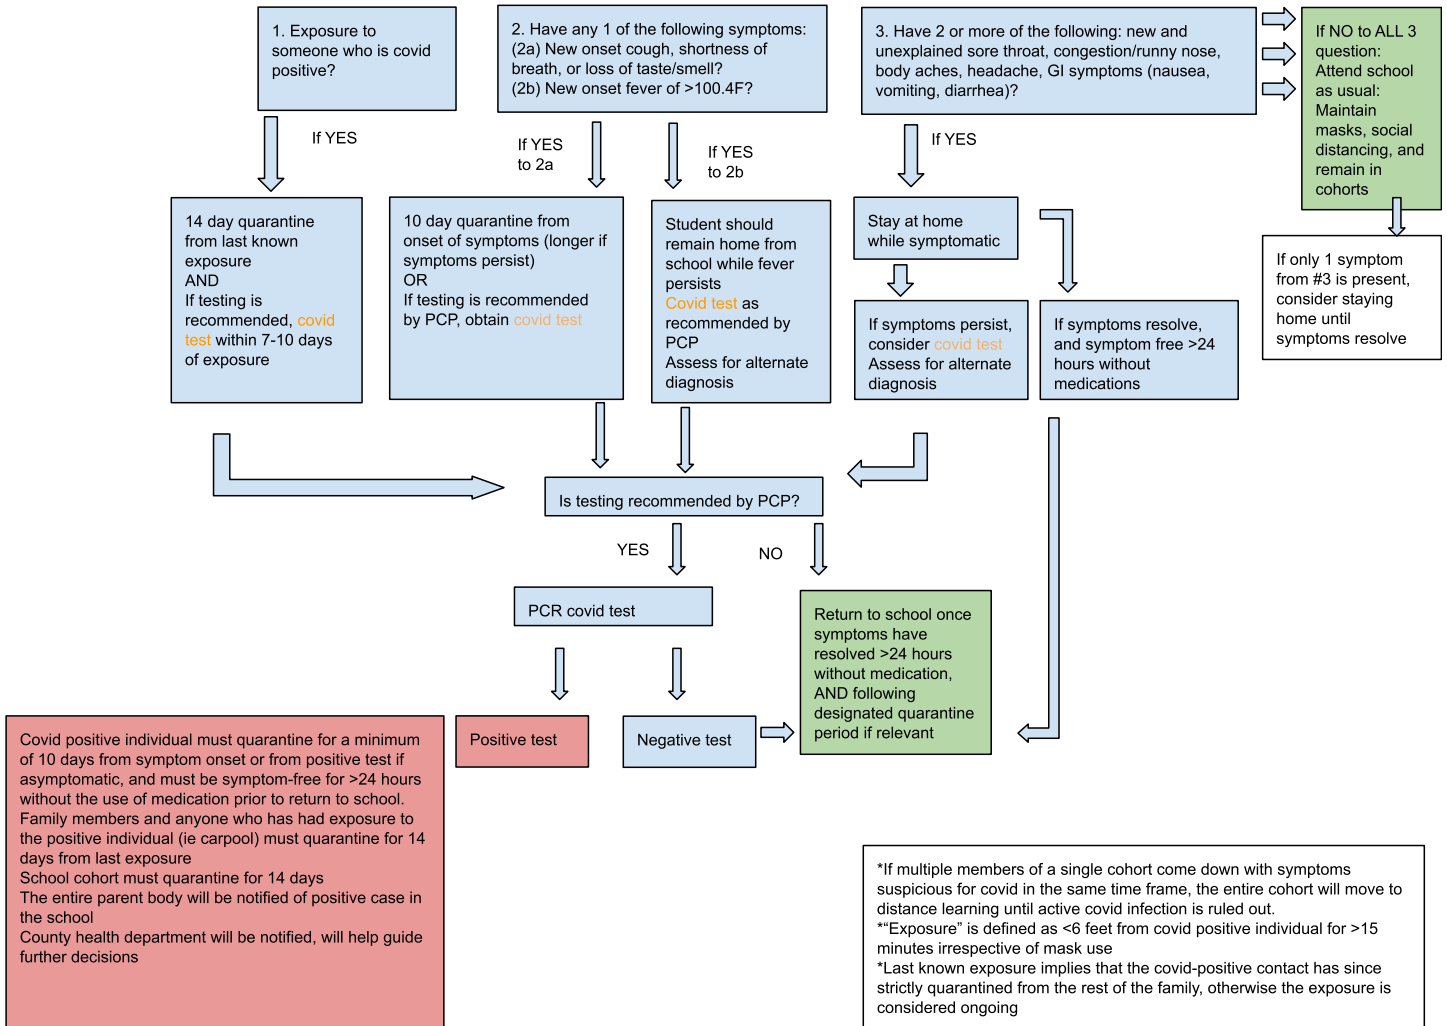 1. Exposure to
someone who is covid
positive?
2. Have any 1 of the following symptoms:
(2a) New onset cough, shortness of
breath, or loss of taste/smell?
(2b) New onset fever of >100.4F?
3. Have 2 or more of the following: new and
unexplained sore throat, congestion/runny nose,
body aches, headache, GI symptoms (nausea,
vomiting, diarrhea)?
If NO to ALL 3
question:
Attend school
as usual:
Maintain
masks, social
distancing, and
remain in
cohorts
If YES
If YES
to 2a
If YES
to 2b
If YES
14 day quarantine
from last known
exposure
AND
If testing is
recommended, covid
test within 7-10 days
of exposure
10 day quarantine from
onset of symptoms (longer if
symptoms persist)
OR
If testing is recommended
by PCP, obtain covid test
Student should
remain home from
school while fever
persists
Covid test as
recommended by
PCP
Assess for alternate
diagnosis
Stay at home
while symptomatic
If only 1 symptom
from #3 is present,
consider staying
home until
symptoms resolve
If symptoms persist,
consider covid test
Assess for alternate
diagnosis
If symptoms resolve,
and symptom free >24
hours without
medications
Is testing recommended by PCP?
YES
NO
PCR covid test
Return to school once
symptoms have
resolved >24 hours
without medication,
AND following
designated quarantine
period if relevant
Positive test
Negative test
Covid positive individual must quarantine for a minimum
of 10 days from symptom onset or from positive test if
asymptomatic, and must be symptom-free for >24 hours
without the use of medication prior to return to school.
Family members and anyone who has had exposure to
the positive individual (ie carpool) must quarantine for 14
days from last exposure
School cohort must quarantine for 14 days
The entire parent body will be notified of positive case in
the school
County health department will be notified, will help guide
further decisions
*If multiple members of a single cohort come down with symptoms
suspicious for covid in the same time frame, the entire cohort will move to
distance learning until active covid infection is ruled out.
*“Exposure” is defined as <6 feet from covid positive individual for >15
minutes irrespective of mask use
*Last known exposure implies that the covid-positive contact has since
strictly quarantined from the rest of the family, otherwise the exposure is
considered ongoing